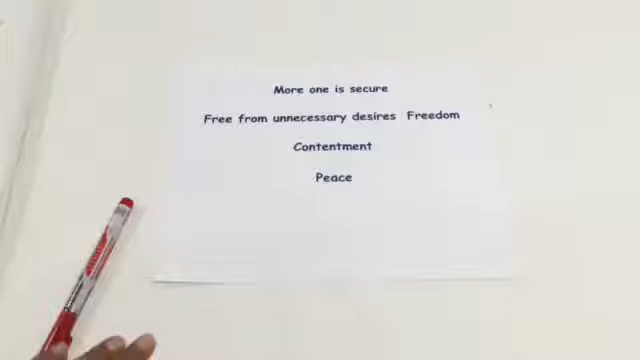 More one is secure
Free from unnecessary desires Freedom
Contentment
Peace